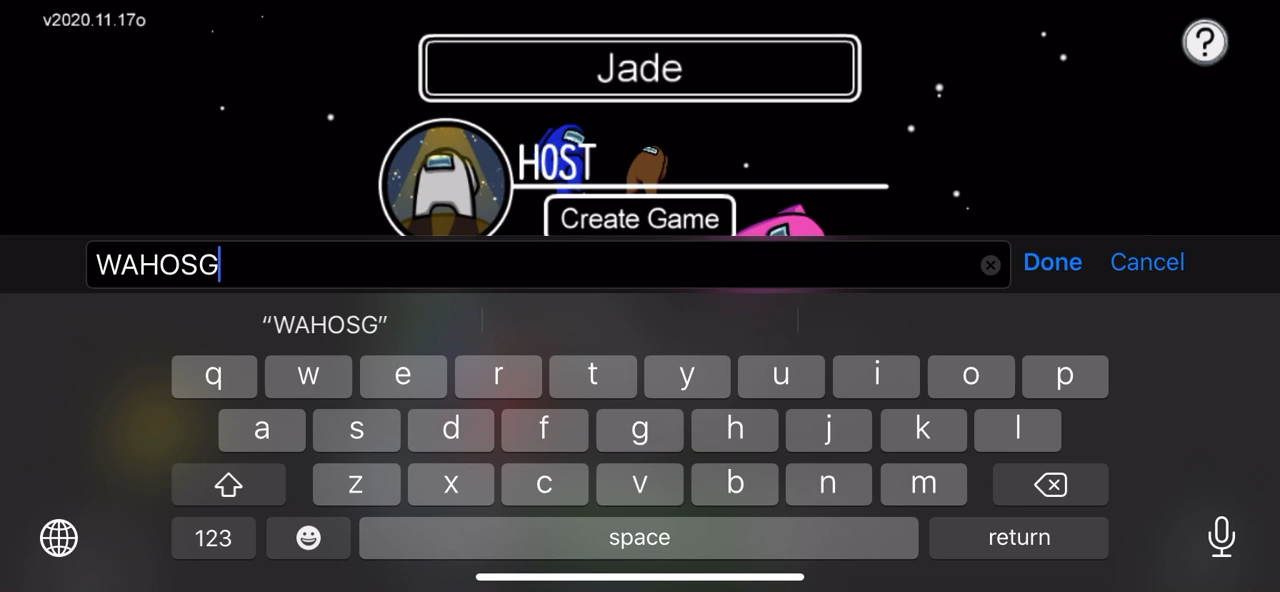 v2020.11.17o
?
Jade
HOST
Create Game
WAHOSG
Done
Cancel
“WAHOSG”
q w e r t y u i o p
a s d f g h j k l
z x c v b n m
123
space
return